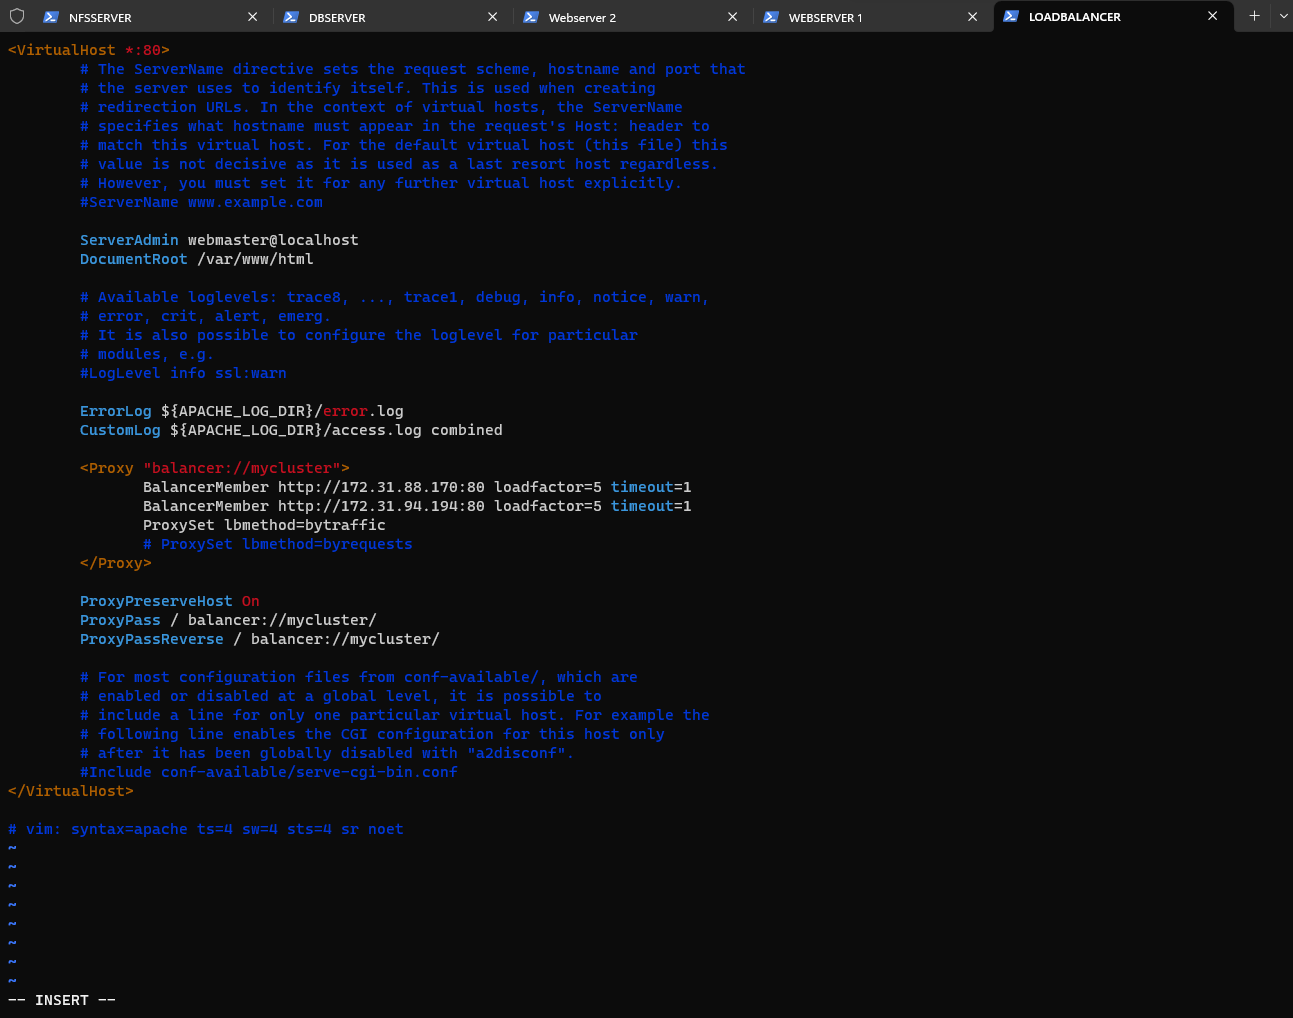 NFSSERVER
DBSERVER
Webserver 2
WEBSERVER 1
LOADBALANCER
<VirtualHost *:80>
# The ServerName directive sets the request scheme, hostname and port that
# the server uses to identify itself. This is used when creating
# redirection URLs. In the context of virtual hosts, the ServerName
# specifies what hostname must appear in the request's Host: header to
# match this virtual host. For the default virtual host (this file) this
# value is not decisive as it is used as a last resort host regardless.
# However, you must set it for any further virtual host explicitly.
#ServerName www.example.com
ServerAdmin webmaster@localhost
DocumentRoot /var/www/html
# Available loglevels: trace8, ..., trace1, debug, info, notice, warn,
# error, crit, alert, emerg.
# It is also possible to configure the loglevel for particular
# modules, e.g.
#LogLevel info ssl:warn
ErrorLog ${APACHE_LOG_DIR}/error.log
CustomLog ${APACHE_LOG_DIR}/access.log combined
<Proxy "balancer://mycluster">
BalancerMember http://172.31.88.170:80 loadfactor=5 timeout=1
BalancerMember http://172.31.94.194:80 loadfactor=5 timeout=1
ProxySet lbmethod=bytraffic
# ProxySet lbmethod=byrequests
</Proxy>
ProxyPreserveHost On
ProxyPass / balancer://mycluster/
ProxyPassReverse / balancer://mycluster/
# For most configuration files from conf-available/, which are
# enabled or disabled at a global level, it is possible to
# include a line for only one particular virtual host. For example the
# following line enables the CGI configuration for this host only
# after it has been globally disabled with "a2disconf".
#Include conf-available/serve-cgi-bin.conf
</VirtualHost>
# vim: syntax=apache ts=4 sw=4 sts=4 sr noet
~
~
~
~
~
~
~
~
-- INSERT --